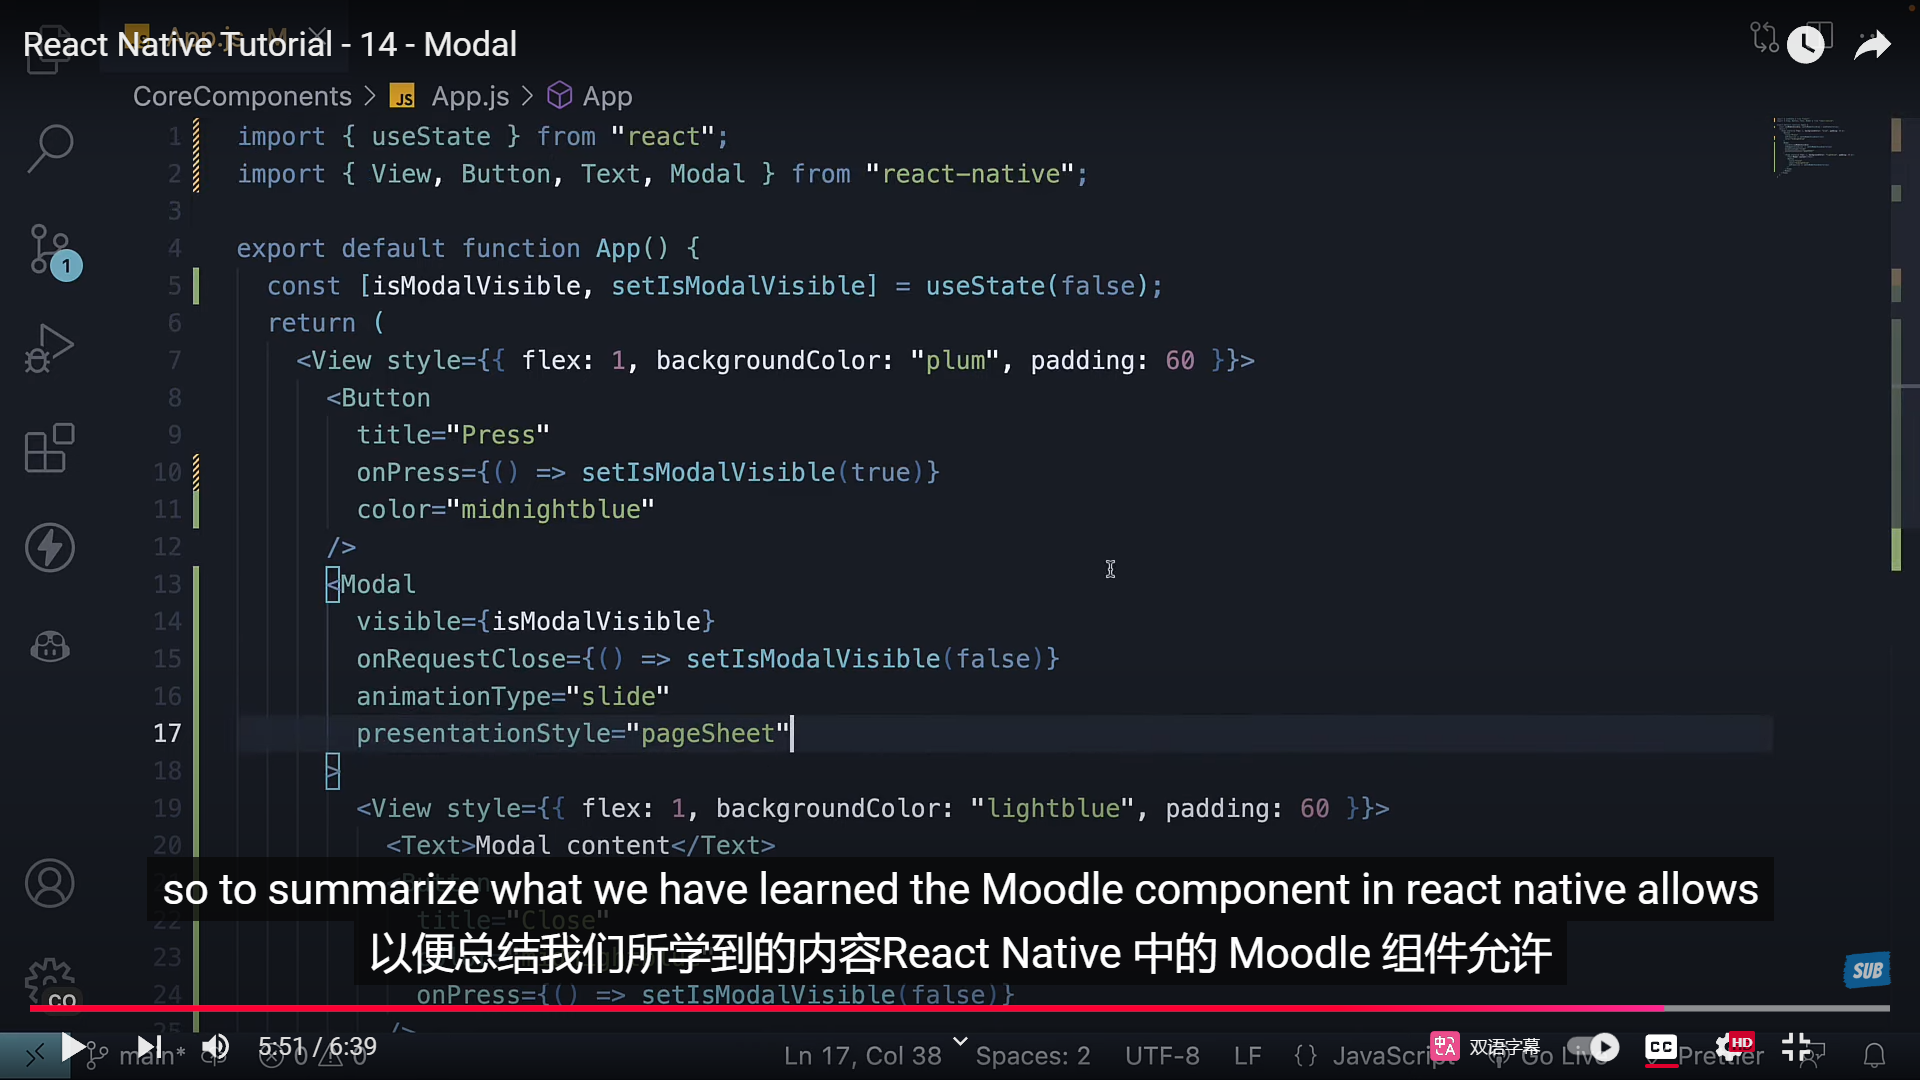 React Native Tutorial - 14 - Modal
CoreComponents > JS App.js > App
1 import { useState } from "react";
2 import { View, Button, Text, Modal } from "react-native";
3
4 export default function App() {
5 const [isModalVisible, setIsModalVisible] = useState(false);
6 return (
7 <View style={{ flex: 1, backgroundColor: "plum", padding: 60 }}>
8 <Button
9 title="Press"
10 onPress={() => setIsModalVisible(true)}
11 color="midnightblue"
12 />
13 <Modal
14 visible={isModalVisible}
15 onRequestClose={() => setIsModalVisible(false)}
16 animationType="slide"
17 presentationStyle="pageSheet"
18 >
19 <View style={{ flex: 1, backgroundColor: "lightblue", padding: 60 }}>
20 <Text>Modal content</Text>
so to summarize what we have learned the Moodle component in react native allows
22 title="Close"
以便总结我们所学到的内容React Native 中的 Moodle 组件允许
23
24 onPress={() => setIsModalVisible(false)}
25 />
1
SUB
5:51 / 6:39
main*
0 0
Ln 17, Col 38
Spaces: 2
UTF-8
LF
{} JavaScript
双语字幕
Go Live
CC
HD
Prettier